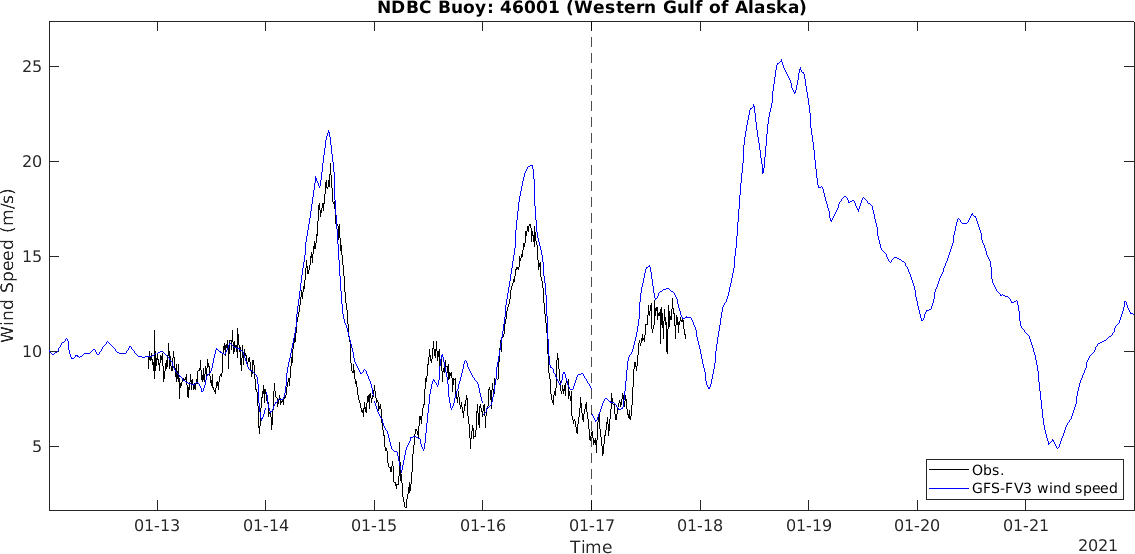 NDBC Buoy: 46001 (Western Gulf of Alaska)
Wind Speed (m/s)
25
20
15
10
5
01-13 01-14 01-15 01-16 01-17 01-18 01-19 01-20 01-21
Time
2021
Obs.
GFS-FV3 wind speed